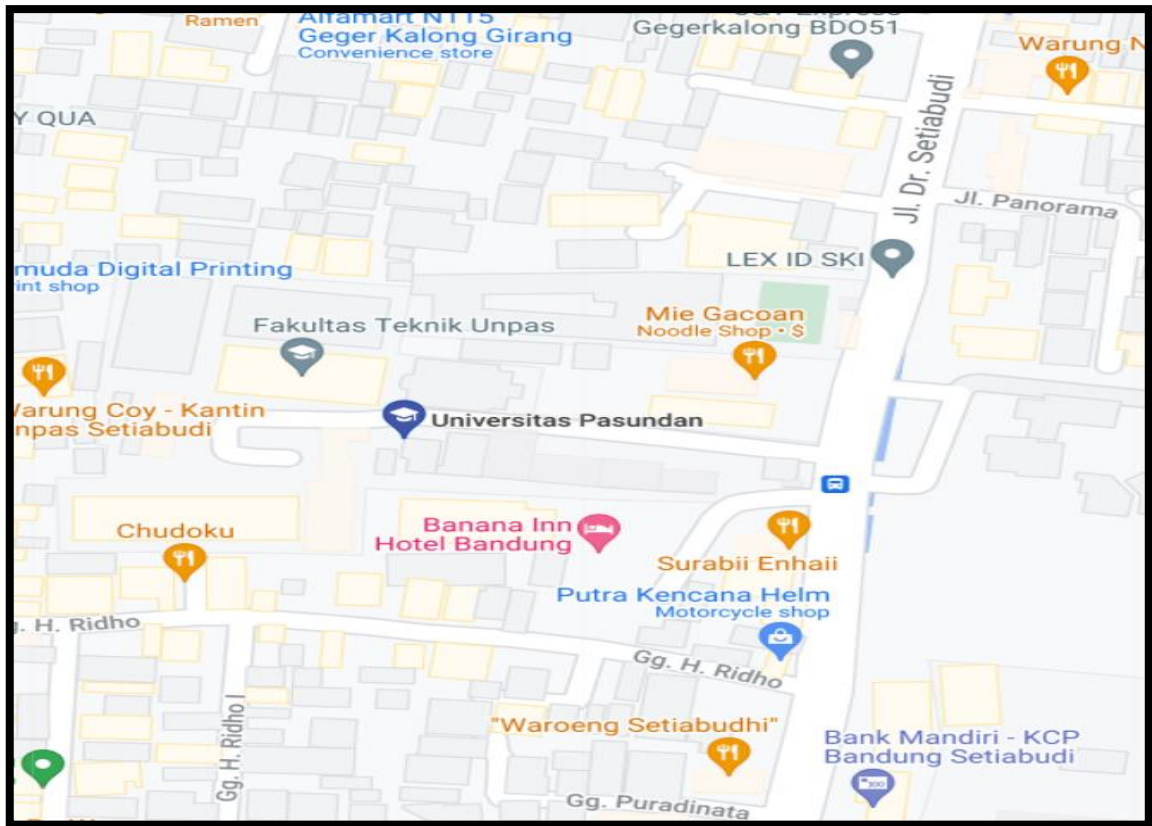 Ramen
Alfamart NT15
Geger Kalong Girang
Convenience store
Gegerkalong BDO51
Warung N
Y QUA
Jl. Dr. Setiabudi
Jl. Panorama
LEX ID SKI
muda Digital Printing
int shop
Mie Gacoan
Noodle Shop • $
Fakultas Teknik Unpas
Warung Coy - Kantin
npas Setiabudi
Universitas Pasundan
Banana Inn
Hotel Bandung
Chudoku
Surabii Enhaii
Putra Kencana Helm
Motorcycle shop
. H. Ridho
Gg. H. Ridho
Gg. H. Ridho I
"Waroeng Setiabudhi"
Bank Mandiri - KCP
Bandung Setiabudi
Gg. Puradinata